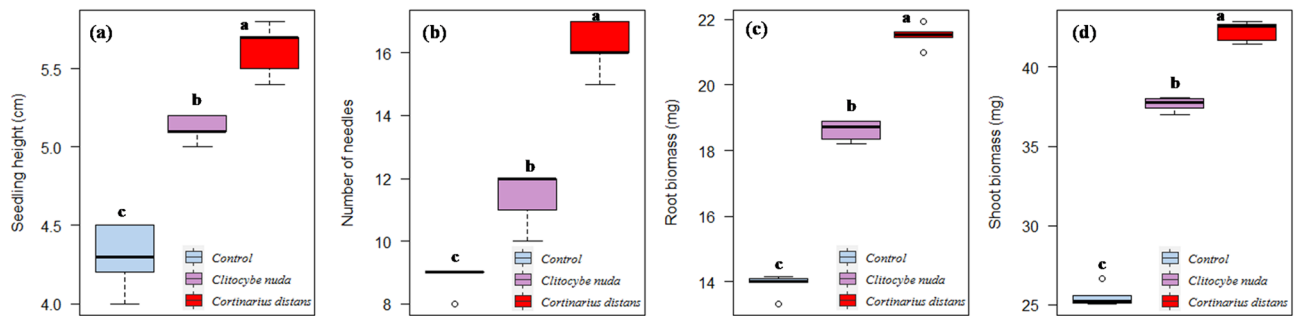 (a)
a
b
c
Seedling height (cm)
5.5
5.0
4.5
4.0
Control
Clitocybe nuda
Cortinarius distans
(b)
a
b
c
Number of needles
16
14
12
10
8
Control
Clitocybe nuda
Cortinarius distans
(c)
a
b
c
Root biomass (mg)
22
20
18
16
14
Control
Clitocybe nuda
Cortinarius distans
(d)
a
b
c
Shoot biomass (mg)
40
35
30
25
Control
Clitocybe nuda
Cortinarius distans